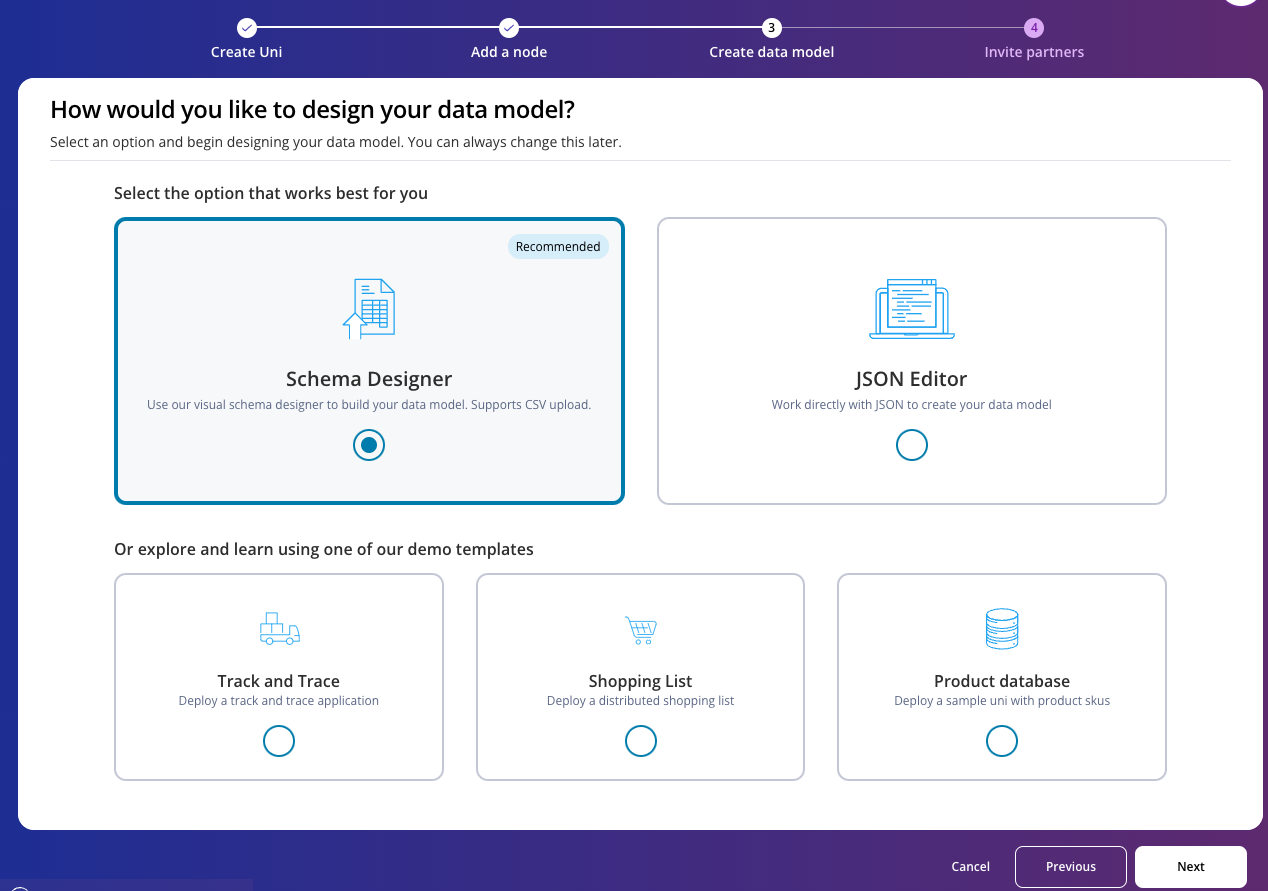 3
4
Create Uni
Add a node
Create data model
Invite partners
How would you like to design your data model?
Select an option and begin designing your data model. You can always change this later.
Select the option that works best for you
Recommended
Schema Designer
Use our visual schema designer to build your data model. Supports CSV upload.
JSON Editor
Work directly with JSON to create your data model
Or explore and learn using one of our demo templates
Track and Trace
Deploy a track and trace application
Shopping List
Deploy a distributed shopping list
Product database
Deploy a sample uni with product skus
Cancel
Previous
Next